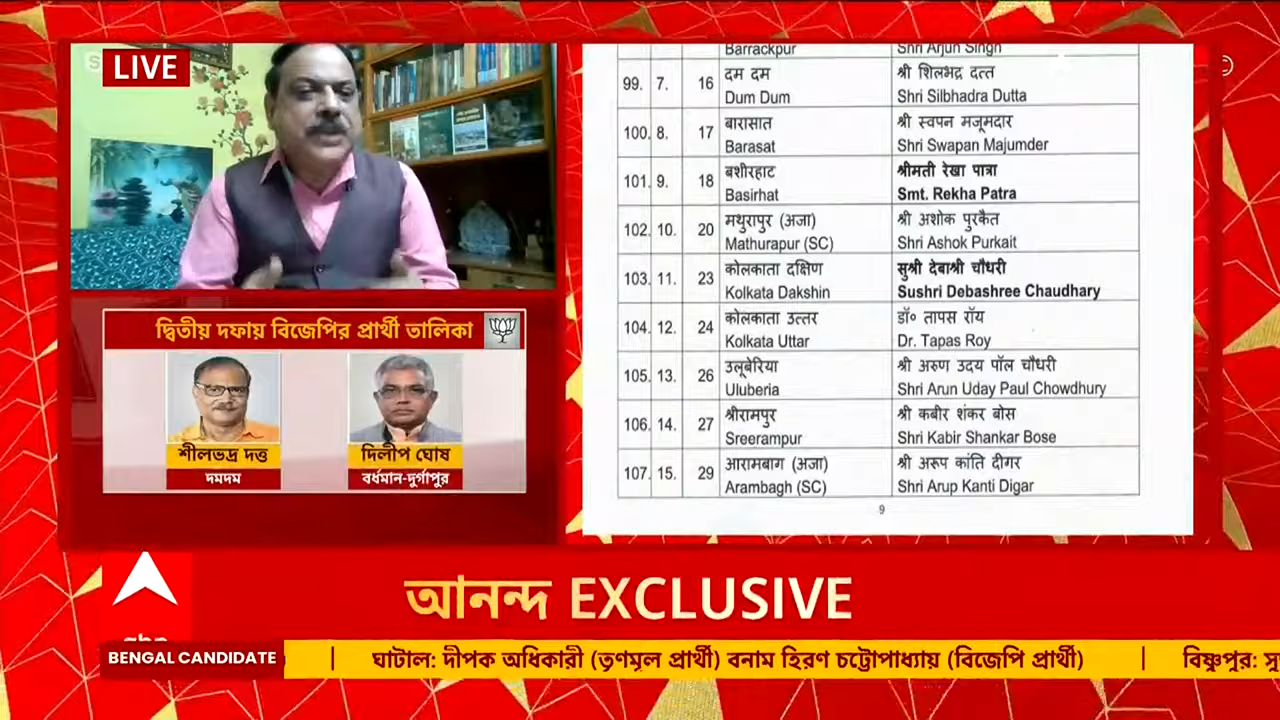 LIVE
দ্বিতীয় দফায় বিজেপির প্রার্থী তালিকা
শীলভদ্র দত্ত
দমদম
দিলীপ ঘোষ
বর্ধমান-দুর্গাপুর
Barrackpur Shri Arjun Singh
99. 7. 16 दम दम श्री शिलभद्र दत्त
Dum Dum Shri Silbhadra Dutta
100. 8. 17 बारासात श्री स्वपन मजूमदार
Barasat Shri Swapan Majumder
101. 9. 18 बशीरहाट श्रीमती रेखा पात्रा
Basirhat Smt. Rekha Patra
102. 10. 20 मथुरापुर (अजा) श्री अशोक पुरकैत
Mathurapur (SC) Shri Ashok Purkait
103. 11. 23 कोलकाता दक्षिण सुश्री देबाश्री चौधरी
Kolkata Dakshin Sushri Debashree Chaudhary
104. 12. 24 कोलकाता उत्तर डॉ० तापस रॉय
Kolkata Uttar Dr. Tapas Roy
105. 13. 26 उलूबेरिया श्री अरुण उदय पॉल चौधरी
Uluberia Shri Arun Uday Paul Chowdhury
106. 14. 27 श्रीरामपुर श्री कबीर शंकर बोस
Sreerampur Shri Kabir Shankar Bose
107. 15. 29 आरामबाग (अजा) श्री अरूप कांति दीगर
Arambagh (SC) Shri Arup Kanti Digar
9
আনন্দ EXCLUSIVE
BENGAL CANDIDATE
| ঘাটাল: দীপক অধিকারী (তৃণমূল প্রার্থী) বনাম হিরণ চট্টোপাধ্যায় (বিজেপি প্রার্থী) | বিষ্ণুপুর: